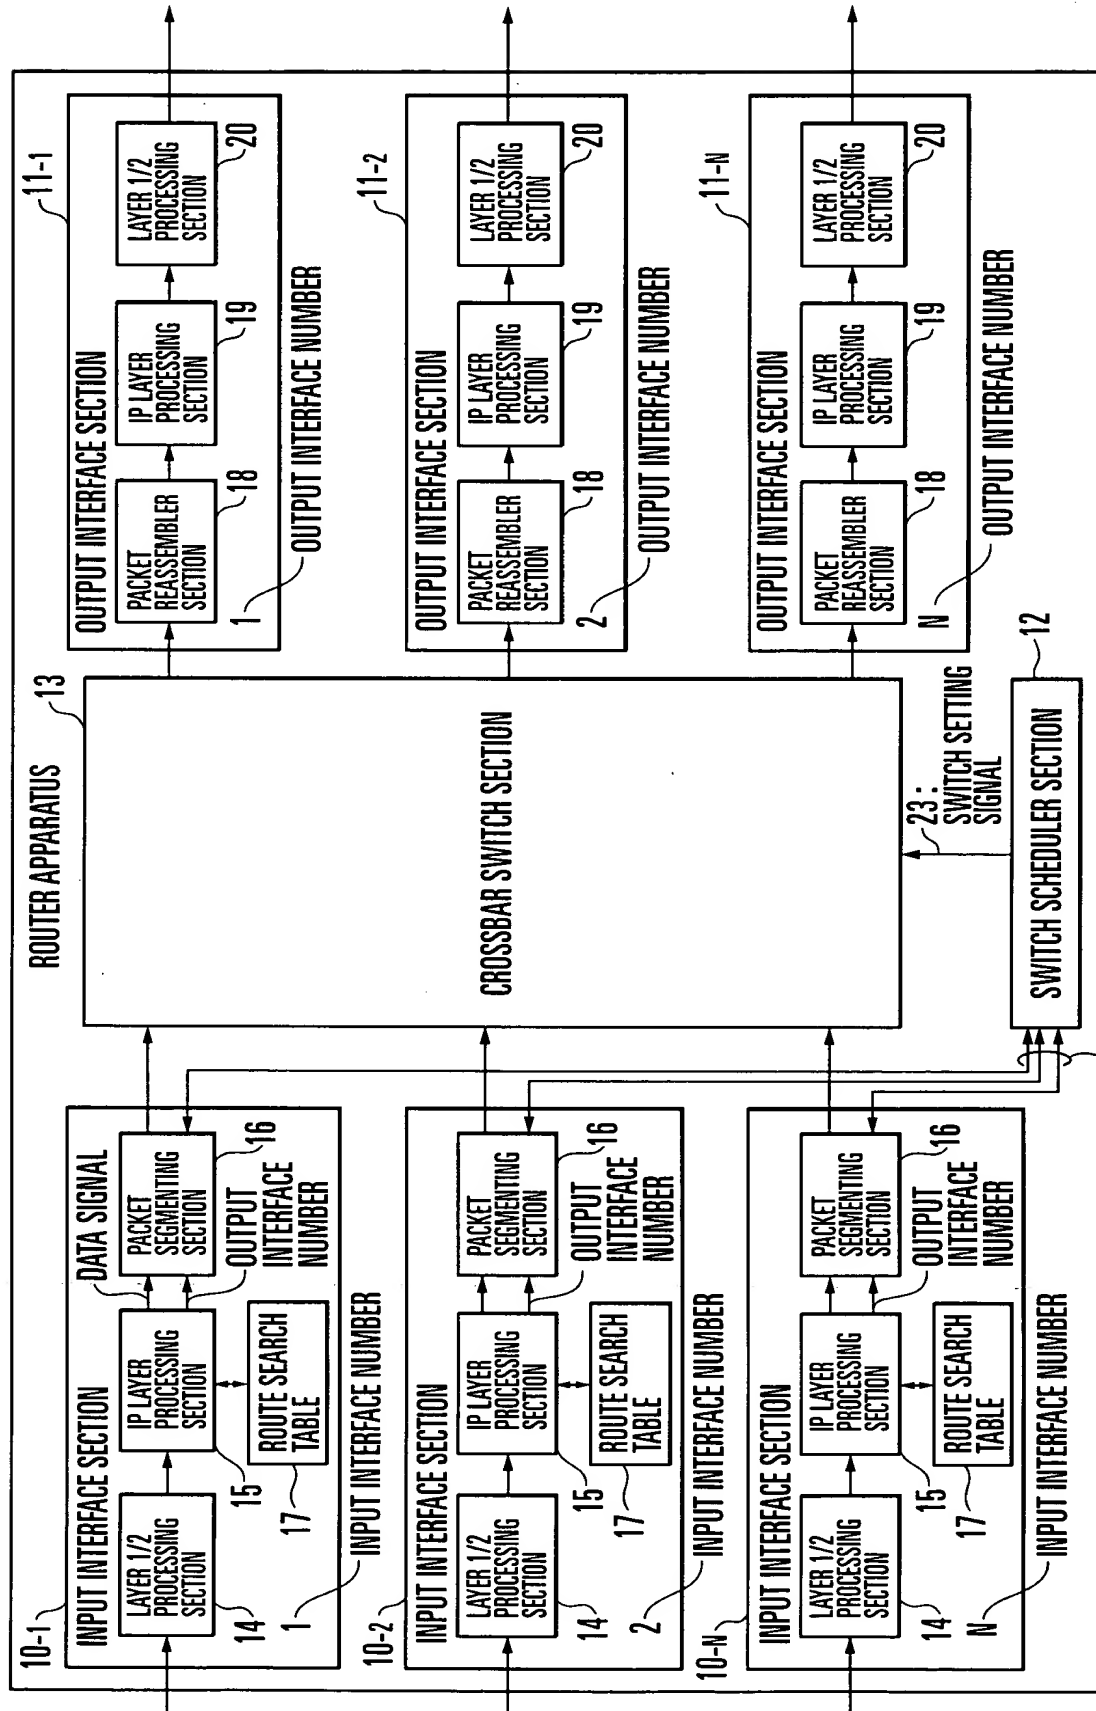 ROUTER APPARATUS
10-1
INPUT INTERFACE SECTION
LAYER 1/2
PROCESSING
SECTION
14
IP LAYER
PROCESSING
SECTION
15
DATA SIGNAL
PACKET
SEGMENTING
SECTION
16
OUTPUT
INTERFACE
NUMBER
ROUTE SEARCH
TABLE
17
1
INPUT INTERFACE NUMBER
10-2
INPUT INTERFACE SECTION
LAYER 1/2
PROCESSING
SECTION
14
IP LAYER
PROCESSING
SECTION
15
PACKET
SEGMENTING
SECTION
16
OUTPUT
INTERFACE
NUMBER
ROUTE SEARCH
TABLE
17
2
INPUT INTERFACE NUMBER
10-N
INPUT INTERFACE SECTION
LAYER 1/2
PROCESSING
SECTION
14
IP LAYER
PROCESSING
SECTION
15
PACKET
SEGMENTING
SECTION
16
OUTPUT
INTERFACE
NUMBER
ROUTE SEARCH
TABLE
17
N
INPUT INTERFACE NUMBER
13
CROSSBAR SWITCH SECTION
23 :
SWITCH SETTING
SIGNAL
12
SWITCH SCHEDULER SECTION
11-1
OUTPUT INTERFACE SECTION
PACKET
REASSEMBLER
SECTION
18
IP LAYER
PROCESSING
SECTION
19
LAYER 1/2
PROCESSING
SECTION
20
1
OUTPUT INTERFACE NUMBER
11-2
OUTPUT INTERFACE SECTION
PACKET
REASSEMBLER
SECTION
18
IP LAYER
PROCESSING
SECTION
19
LAYER 1/2
PROCESSING
SECTION
20
2
OUTPUT INTERFACE NUMBER
11-N
OUTPUT INTERFACE SECTION
PACKET
REASSEMBLER
SECTION
18
IP LAYER
PROCESSING
SECTION
19
LAYER 1/2
PROCESSING
SECTION
20
N
OUTPUT INTERFACE NUMBER